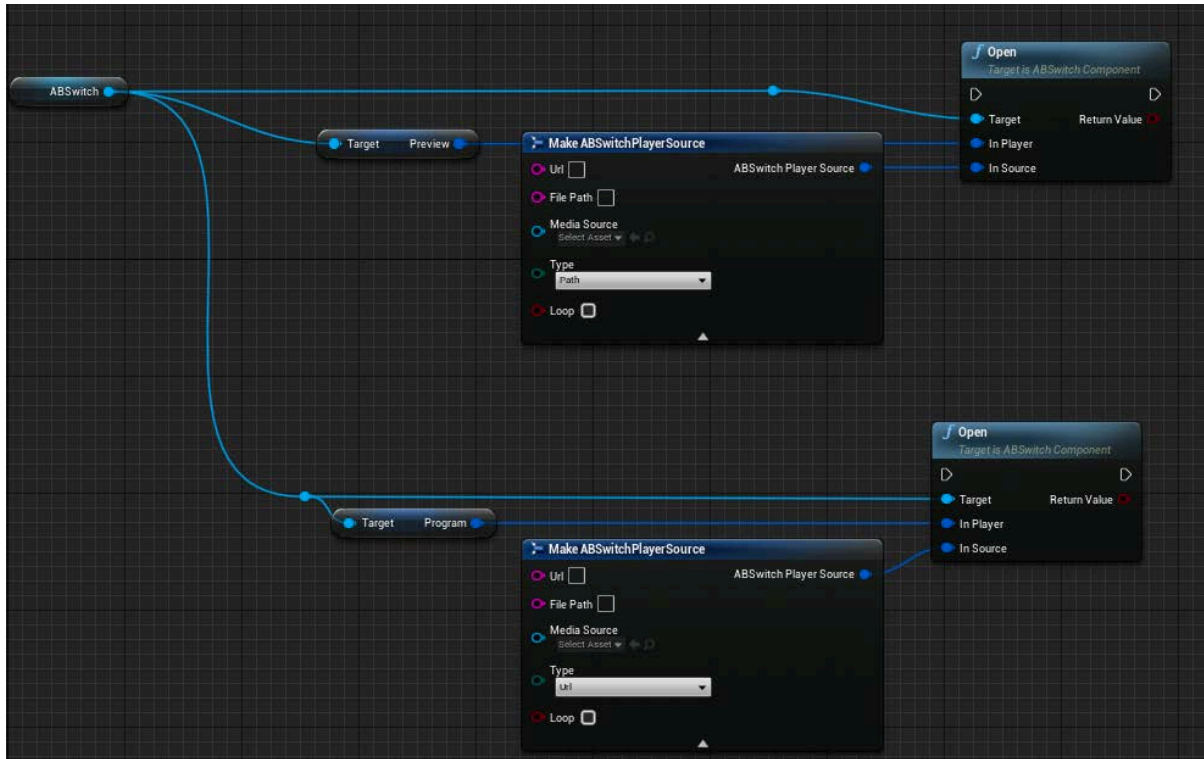 Open
Target is ABSwitch Component
ABSwitch
Target Return Value
Target Preview
Make ABSwitchPlayerSource
In Player
Url ABSwitch Player Source
In Source
File Path
Media Source
Select Asset
Type
Path
Loop
Open
Target is ABSwitch Component
Target Return Value
Target Program
In Player
Make ABSwitchPlayerSource
In Source
Url ABSwitch Player Source
File Path
Media Source
Select Asset
Type
Url
Loop